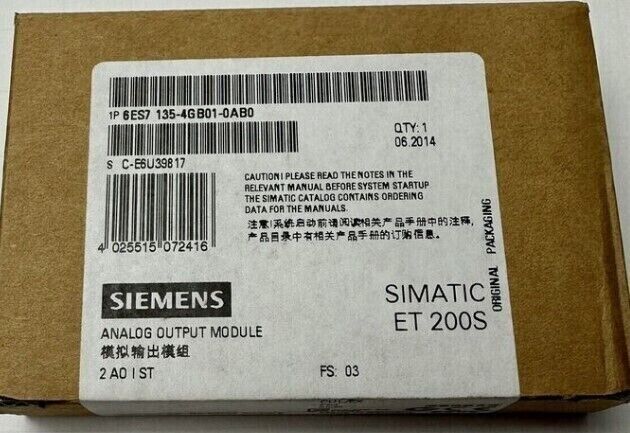 1P 6ES7 135-4GB01-0AB0
QTY: 1
06.2014
S C-E6U39817
CAUTION! PLEASE READ THE NOTES IN THE
RELEVANT MANUAL BEFORE SYSTEM STARTUP
THE SIMATIC CATALOG CONTAINS ORDERING
DATA FOR THE MANUALS.
注意!系统启动前请阅读相关产品手册中的注释,
产品目录中有相关产品手册的订购信息。
4 025515 072416
ORIGINAL PACKAGING
SIEMENS
SIMATIC
ET 200S
ANALOG OUTPUT MODULE
模拟输出模组
2 AO I ST
FS: 03